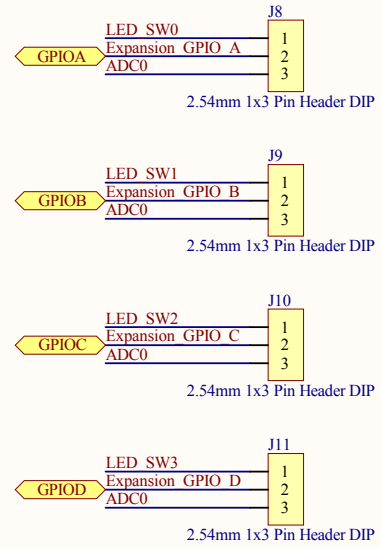 J8
LED_SW0
1
GPIOA
Expansion_GPIO_A
2
ADC0
3
2.54mm 1x3 Pin Header DIP
J9
LED_SW1
1
GPIOB
Expansion_GPIO_B
2
ADC0
3
2.54mm 1x3 Pin Header DIP
J10
LED_SW2
1
GPIOC
Expansion_GPIO_C
2
ADC0
3
2.54mm 1x3 Pin Header DIP
J11
LED_SW3
1
GPIOD
Expansion_GPIO_D
2
ADC0
3
2.54mm 1x3 Pin Header DIP